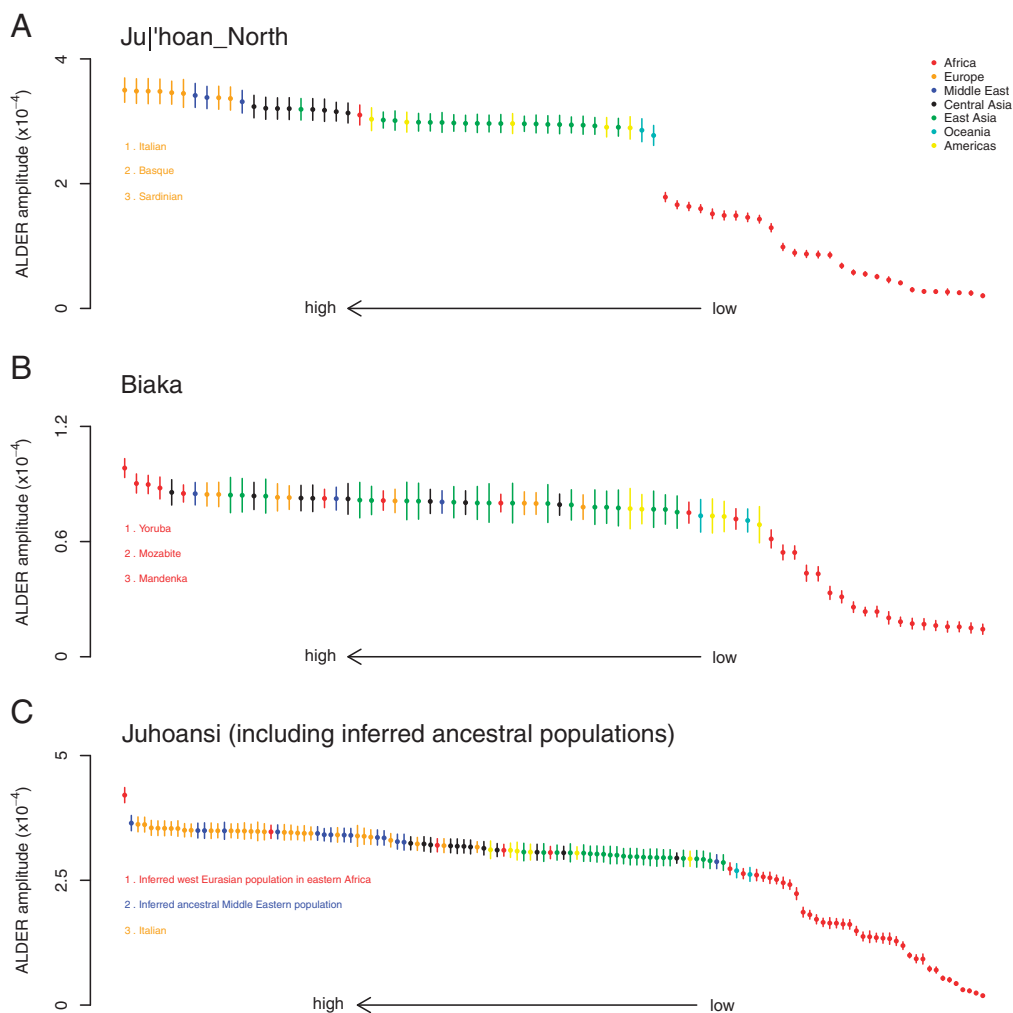 A
Ju|'hoan_North
ALDER amplitude (x10⁻⁴)
4
2
0
Africa
Europe
Middle East
Central Asia
East Asia
Oceania
Americas
1 . Italian
2 . Basque
3 . Sardinian
high
low
B
Biaka
ALDER amplitude (x10⁻⁴)
1.2
0.6
0
1 . Yoruba
2 . Mozabite
3 . Mandenka
high
low
C
Juhoansi (including inferred ancestral populations)
ALDER amplitude (x10⁻⁴)
5
2.5
0
1 . Inferred west Eurasian population in eastern Africa
2 . Inferred ancestral Middle Eastern population
3 . Italian
high
low